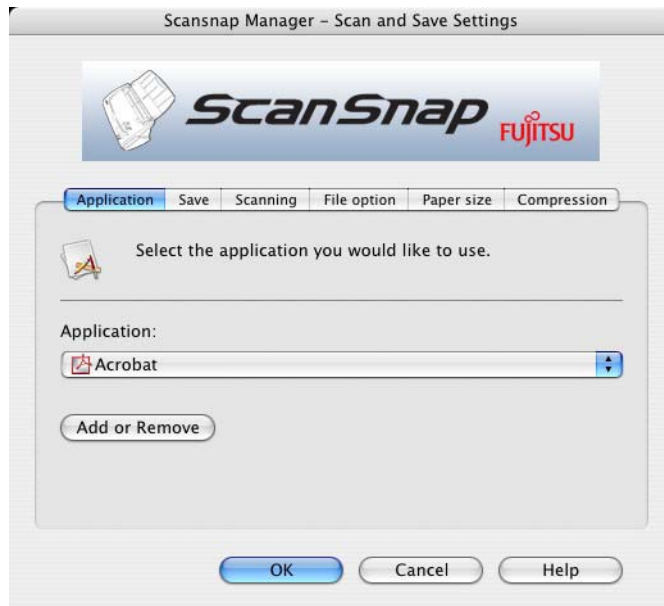 Scansnap Manager – Scan and Save Settings
ScanSnap FUJITSU
Application Save Scanning File option Paper size Compression
Select the application you would like to use.
Application:
Acrobat
Add or Remove
OK Cancel Help